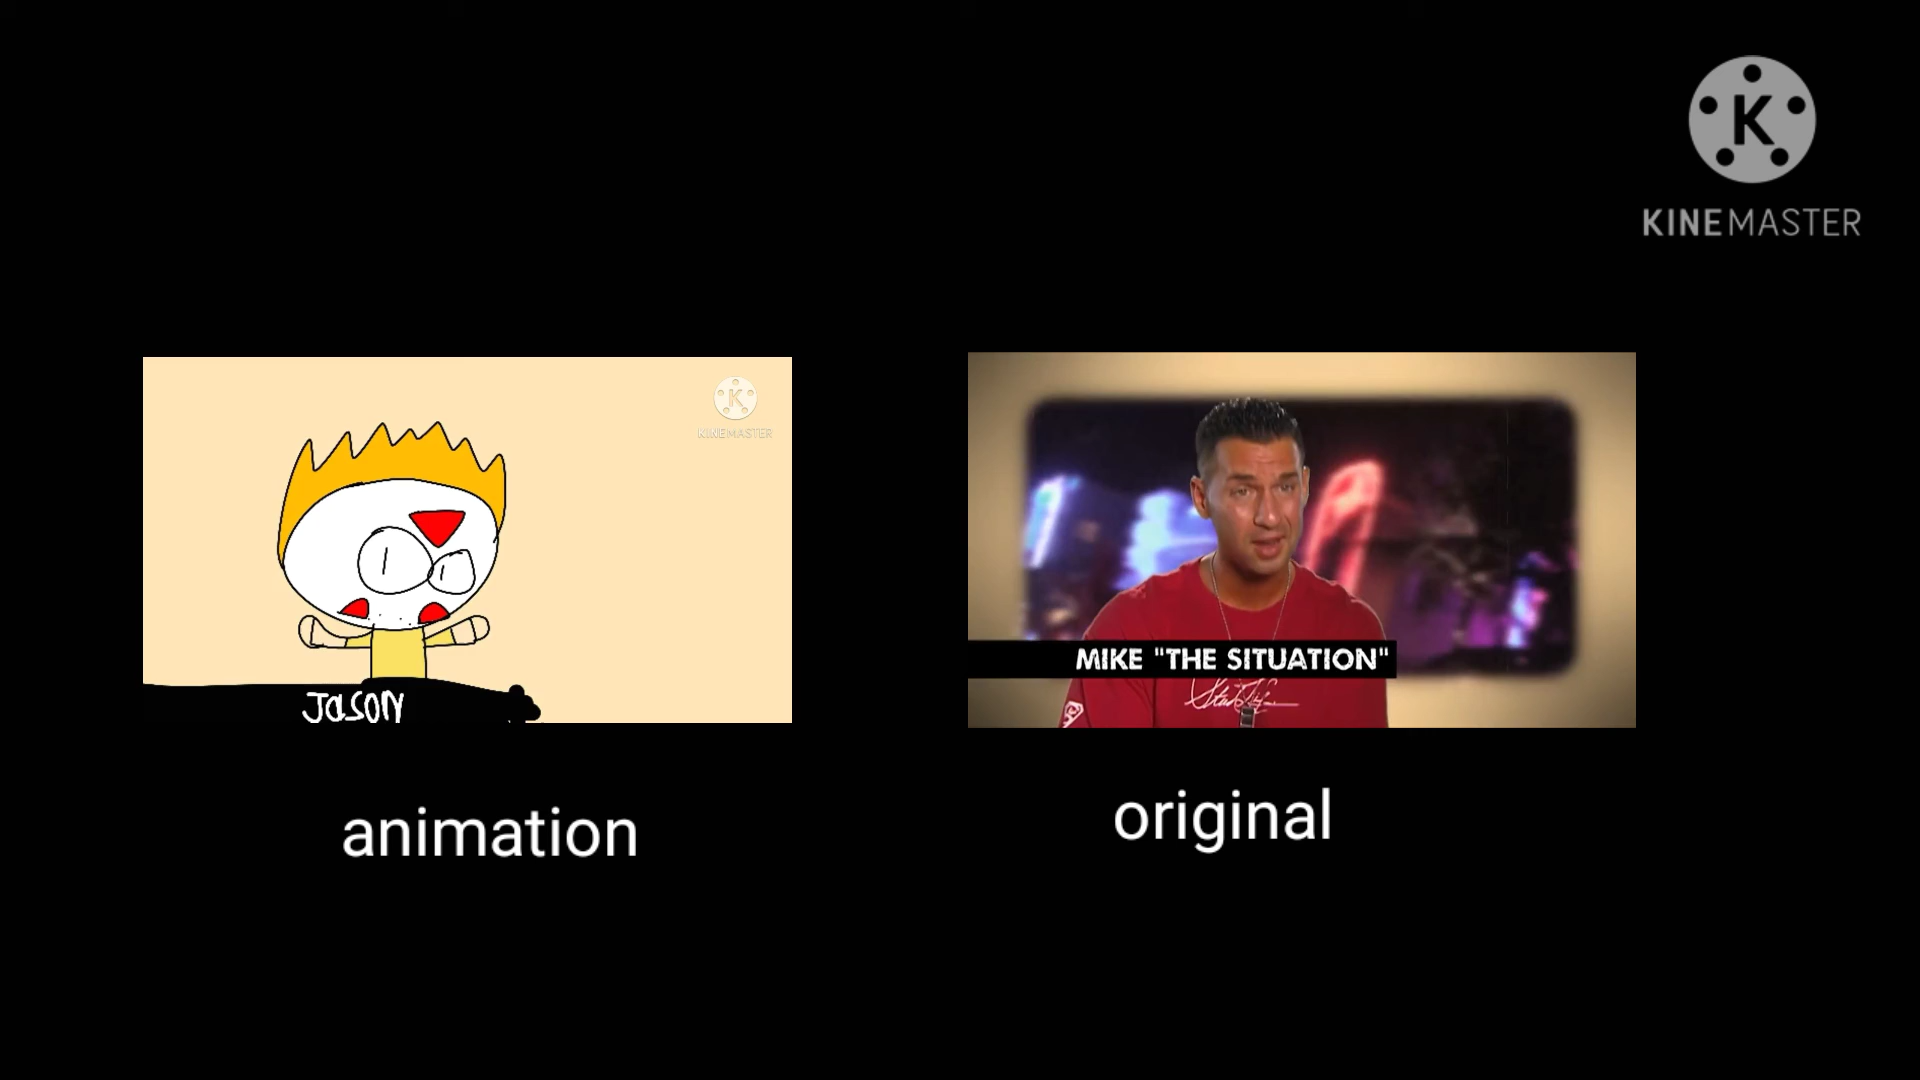 K
KINEMASTER
K
KINEMASTER
Jason
MIKE "THE SITUATION"
animation
original